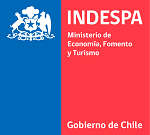 INDESPA
Ministerio de
Economía, Fomento
y Turismo
Gobierno de Chile